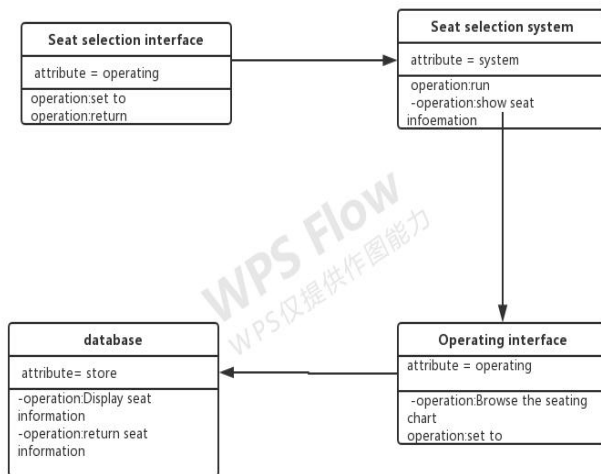 Seat selection interface
attribute = operating
operation:set to
operation:return
Seat selection system
attribute = system
operation:run
-operation:show seat
infoemation
WPS Flow
WPS仅提供作图能力
database
attribute= store
-operation:Display seat
information
-operation:return seat
information
Operating interface
attribute = operating
-operation:Browse the seating
chart
operation:set to